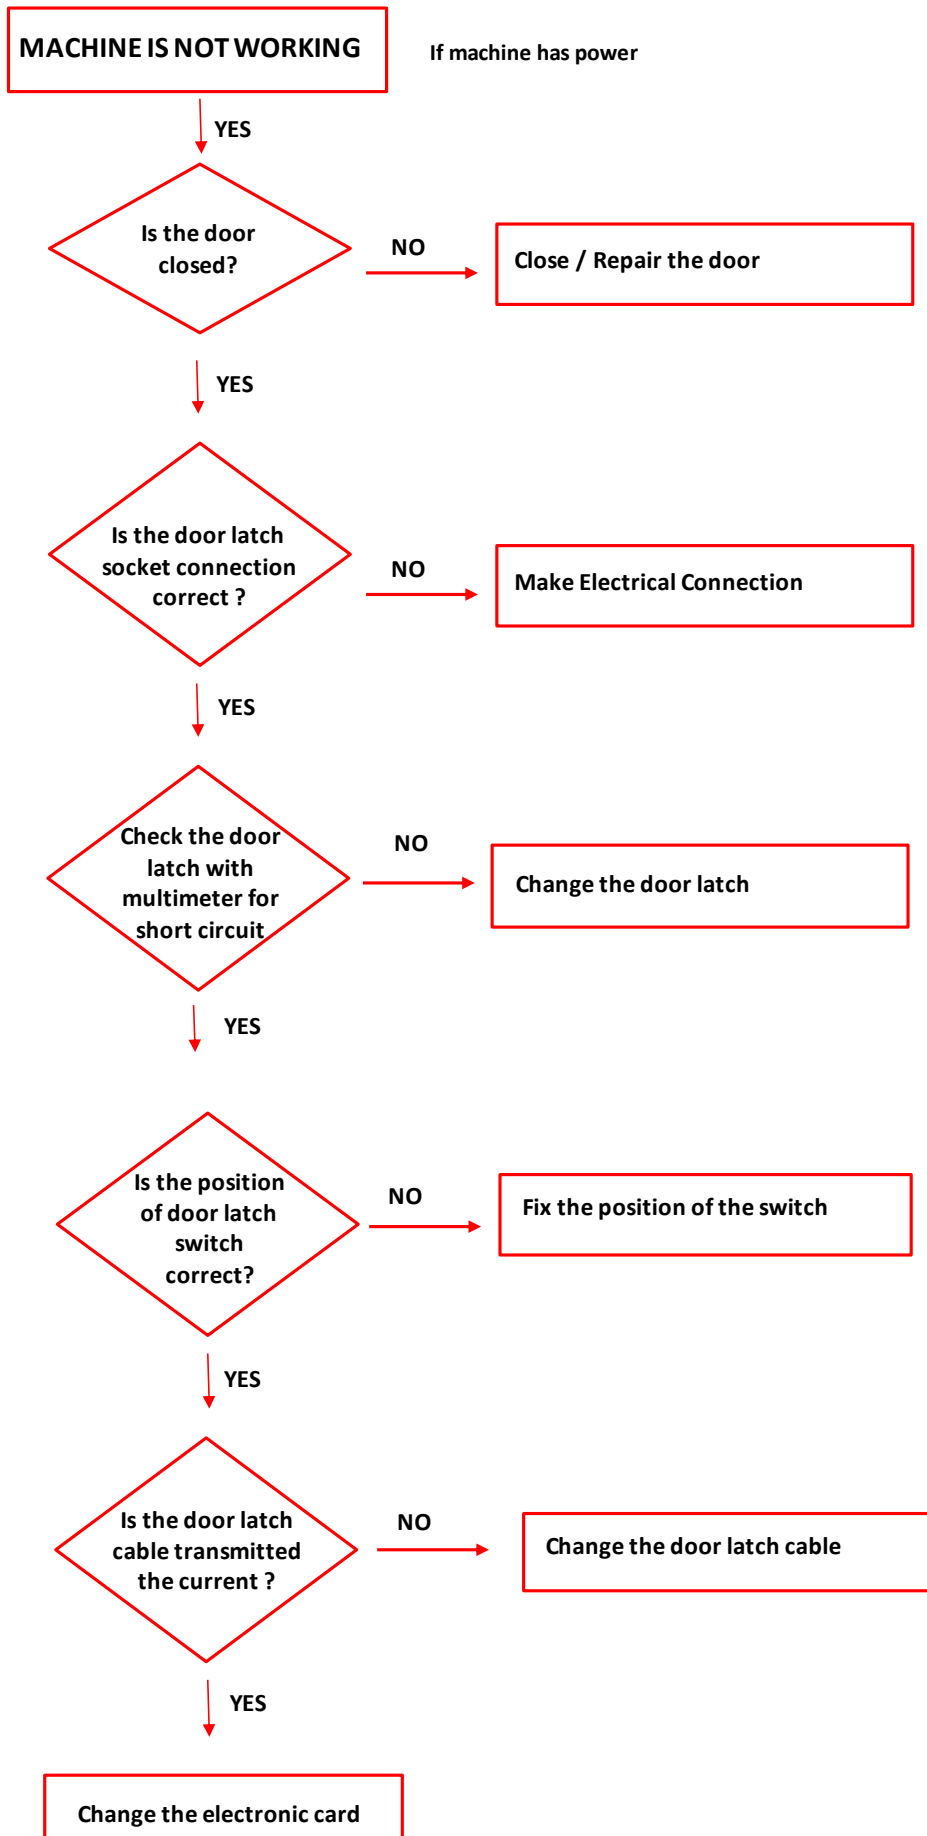 MACHINE IS NOT WORKING
If machine has power
YES
Is the door
closed?
NO
Close / Repair the door
YES
Is the door latch
socket connection
correct ?
NO
Make Electrical Connection
YES
Check the door
latch with
multimeter for
short circuit
NO
Change the door latch
YES
Is the position
of door latch
switch
correct?
NO
Fix the position of the switch
YES
Is the door latch
cable transmitted
the current ?
NO
Change the door latch cable
YES
Change the electronic card